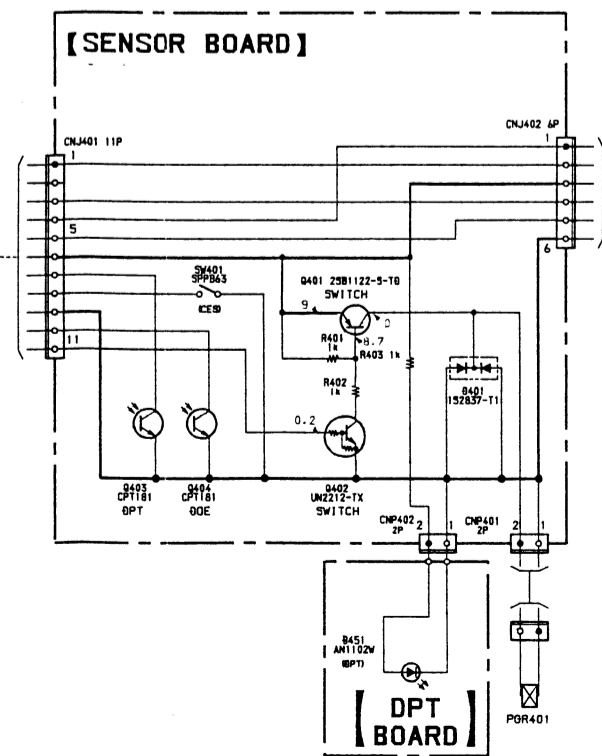 【SENSOR BOARD】
CNJ402 6P
1
CNJ401 11P
1
5
6
SW401
SPPB63
(CES)
Q401 2SB1122-S-TD
SWITCH
9
0
8.7
R401
1k
R403 1k
R402
1k
D401
1S2837-T1
11
0.2
Q403
CPT181
DPT
Q404
CPT181
DOE
Q402
UN2212-TX
SWITCH
CNP402
2P
2
1
CNP401
2P
2
1
D451
AN1102W
(DPT)
【DPT
BOARD】
PGR401